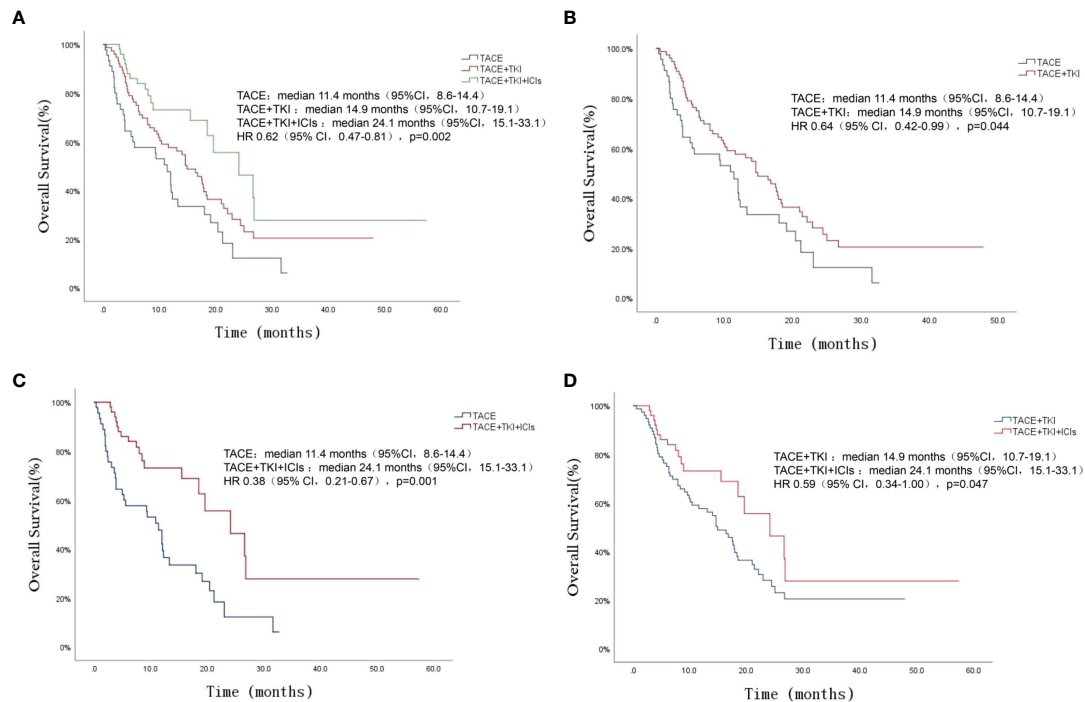 A
100%
80%
60%
40%
20%
0%
Overall Survival(%)
.0 10.0 20.0 30.0 40.0 50.0 60.0
Time (months)
TACE
TACE+TKI
TACE+TKI+ICIs
TACE：median 11.4 months（95%CI，8.6-14.4）
TACE+TKI：median 14.9 months（95%CI，10.7-19.1）
TACE+TKI+ICIs：median 24.1 months（95%CI，15.1-33.1）
HR 0.62（95% CI，0.47-0.81），p=0.002
B
100.0%
80.0%
60.0%
40.0%
20.0%
0.0%
Overall Survival(%)
.0 10.0 20.0 30.0 40.0 50.0
Time (months)
TACE
TACE+TKI
TACE：median 11.4 months（95%CI，8.6-14.4）
TACE+TKI：median 14.9 months（95%CI，10.7-19.1）
HR 0.64（95% CI，0.42-0.99），p=0.044
C
100%
80%
60%
40%
20%
0%
Overall Survival(%)
.0 10.0 20.0 30.0 40.0 50.0 60.0
Time (months)
TACE
TACE+TKI+ICIs
TACE：median 11.4 months（95%CI，8.6-14.4）
TACE+TKI+ICIs：median 24.1 months（95%CI，15.1-33.1）
HR 0.38（95% CI，0.21-0.67），p=0.001
D
100%
80%
60%
40%
20%
0%
Overall Survival(%)
.0 10.0 20.0 30.0 40.0 50.0 60.0
Time (months)
TACE+TKI
TACE+TKI+ICIs
TACE+TKI：median 14.9 months（95%CI，10.7-19.1）
TACE+TKI+ICIs：median 24.1 months（95%CI，15.1-33.1）
HR 0.59（95% CI，0.34-1.00），p=0.047